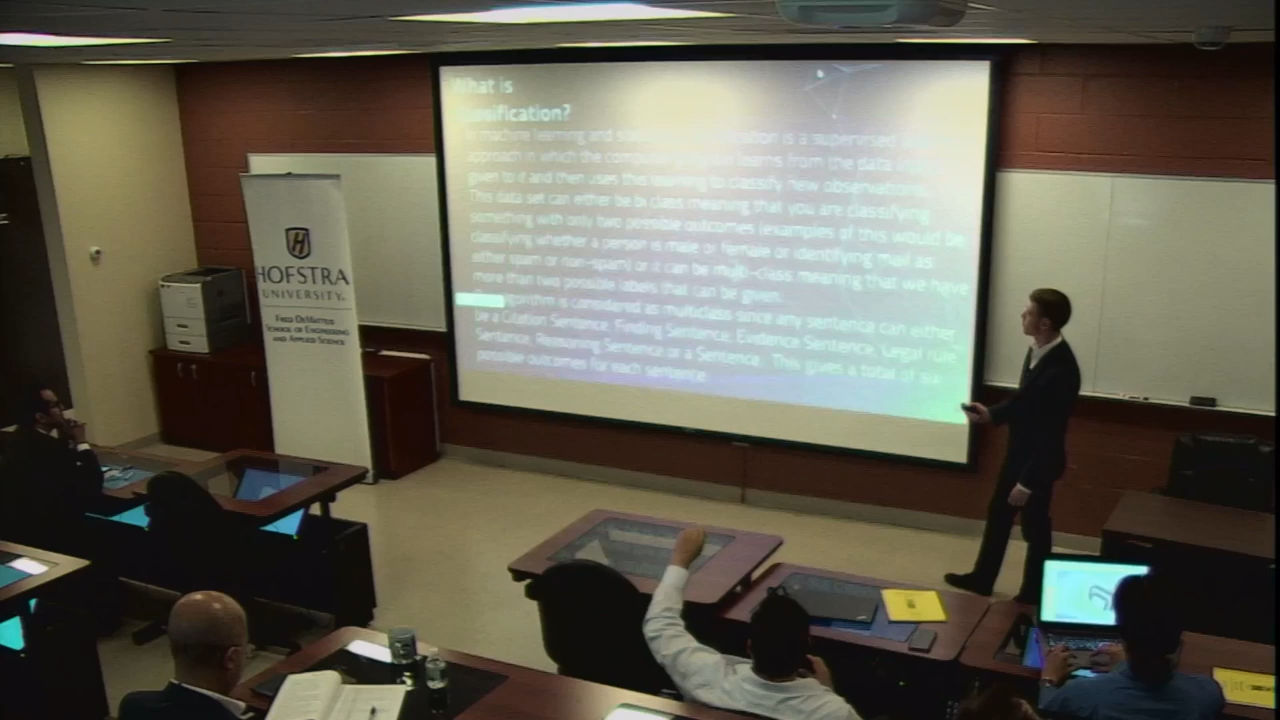 What is
ssification?
machine learning and is a supervised
approach in which the learns from the data
given to it and then uses this learning to classify new observations.
This data set can either be bi class meaning that you are classifying
something with only two possible outcomes (examples of this would be
classifying whether a person is male or female or identifying mail as
either spam or non-spam) or it can be multi-class meaning that we have
more than two possible labels that can be given.
algorithm is considered as multiclass since any sentence can either
be a Citation Sentence, Finding Sentence, Evidence Sentence, Legal rule
Sentence, Reasoning Sentence or a Sentence. This gives a total of six
possible outcomes for each sentence.
H
HOFSTRA
UNIVERSITY
FRED DEMATTEIS
SCHOOL OF ENGINEERING
AND APPLIED SCIENCE